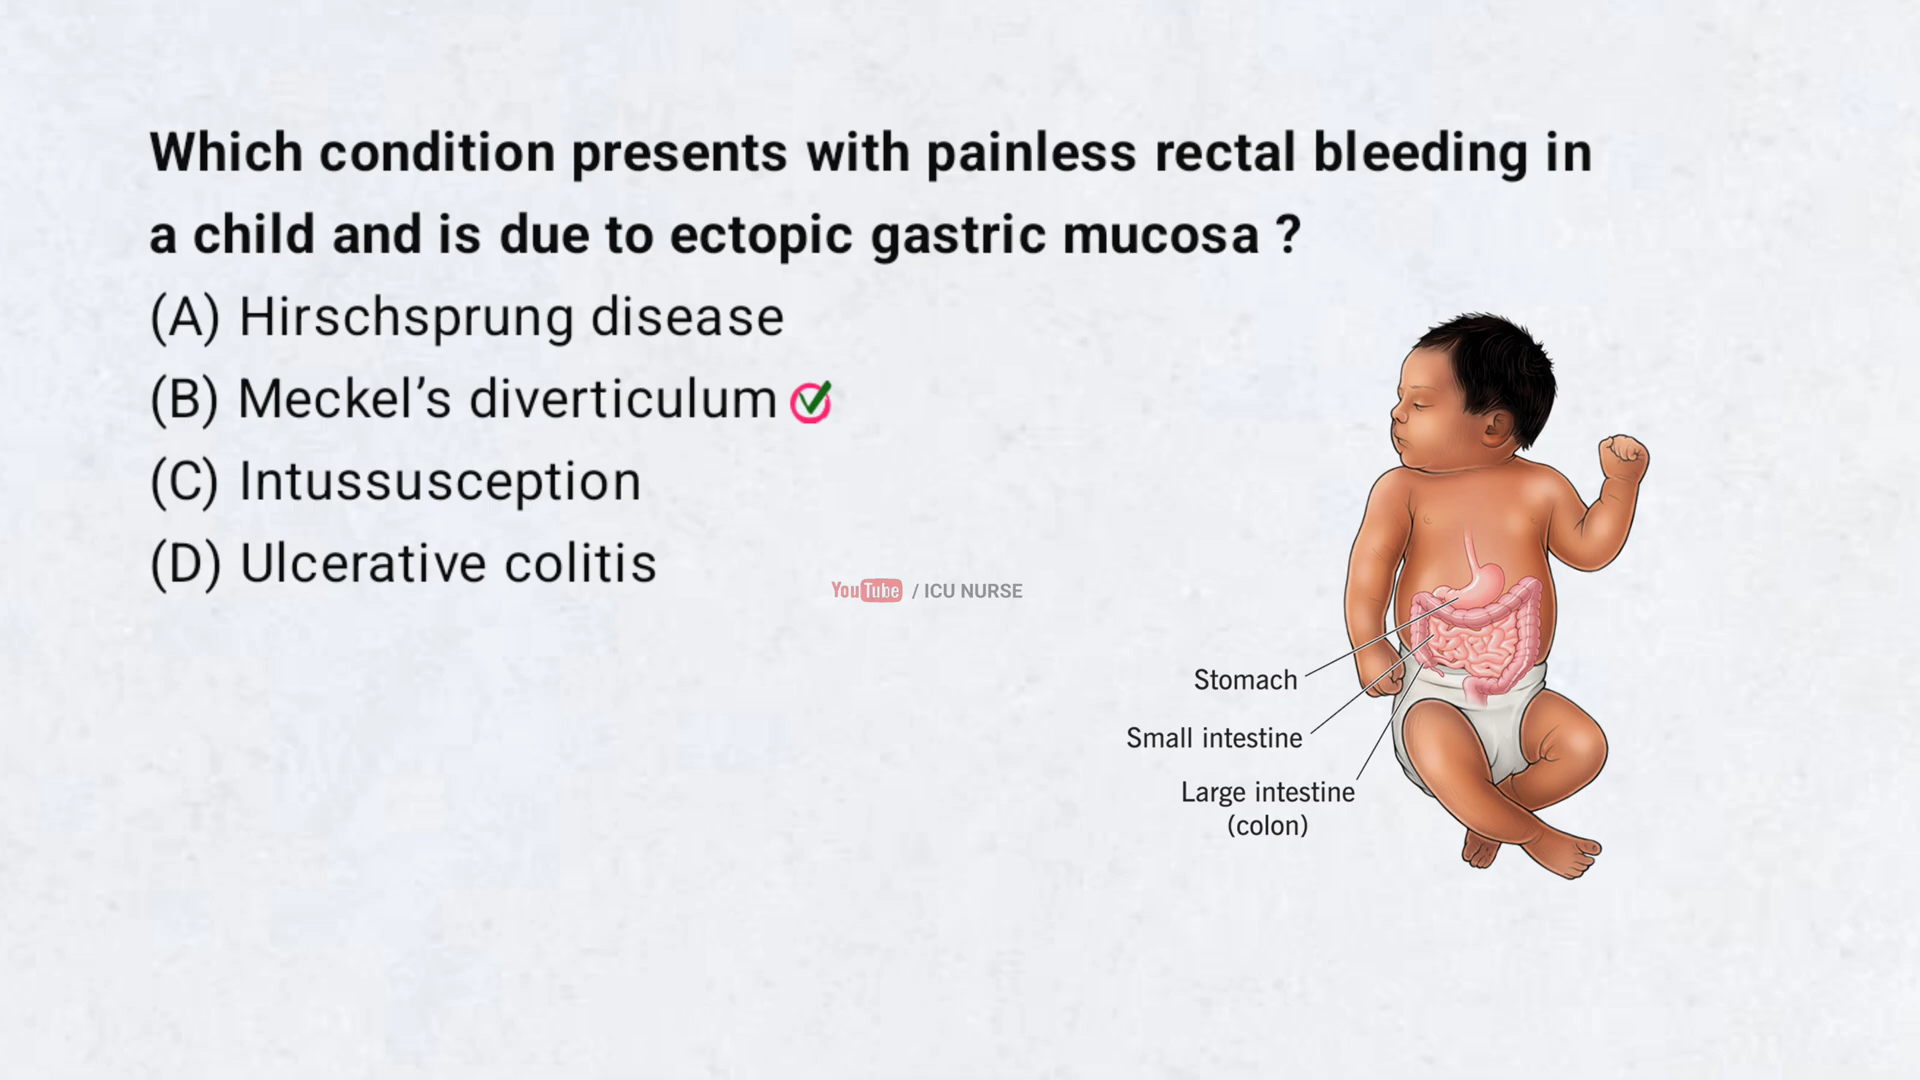 Which condition presents with painless rectal bleeding in
a child and is due to ectopic gastric mucosa ?
(A) Hirschsprung disease
(B) Meckel’s diverticulum
(C) Intussusception
(D) Ulcerative colitis
YouTube / ICU NURSE
Stomach
Small intestine
Large intestine
(colon)